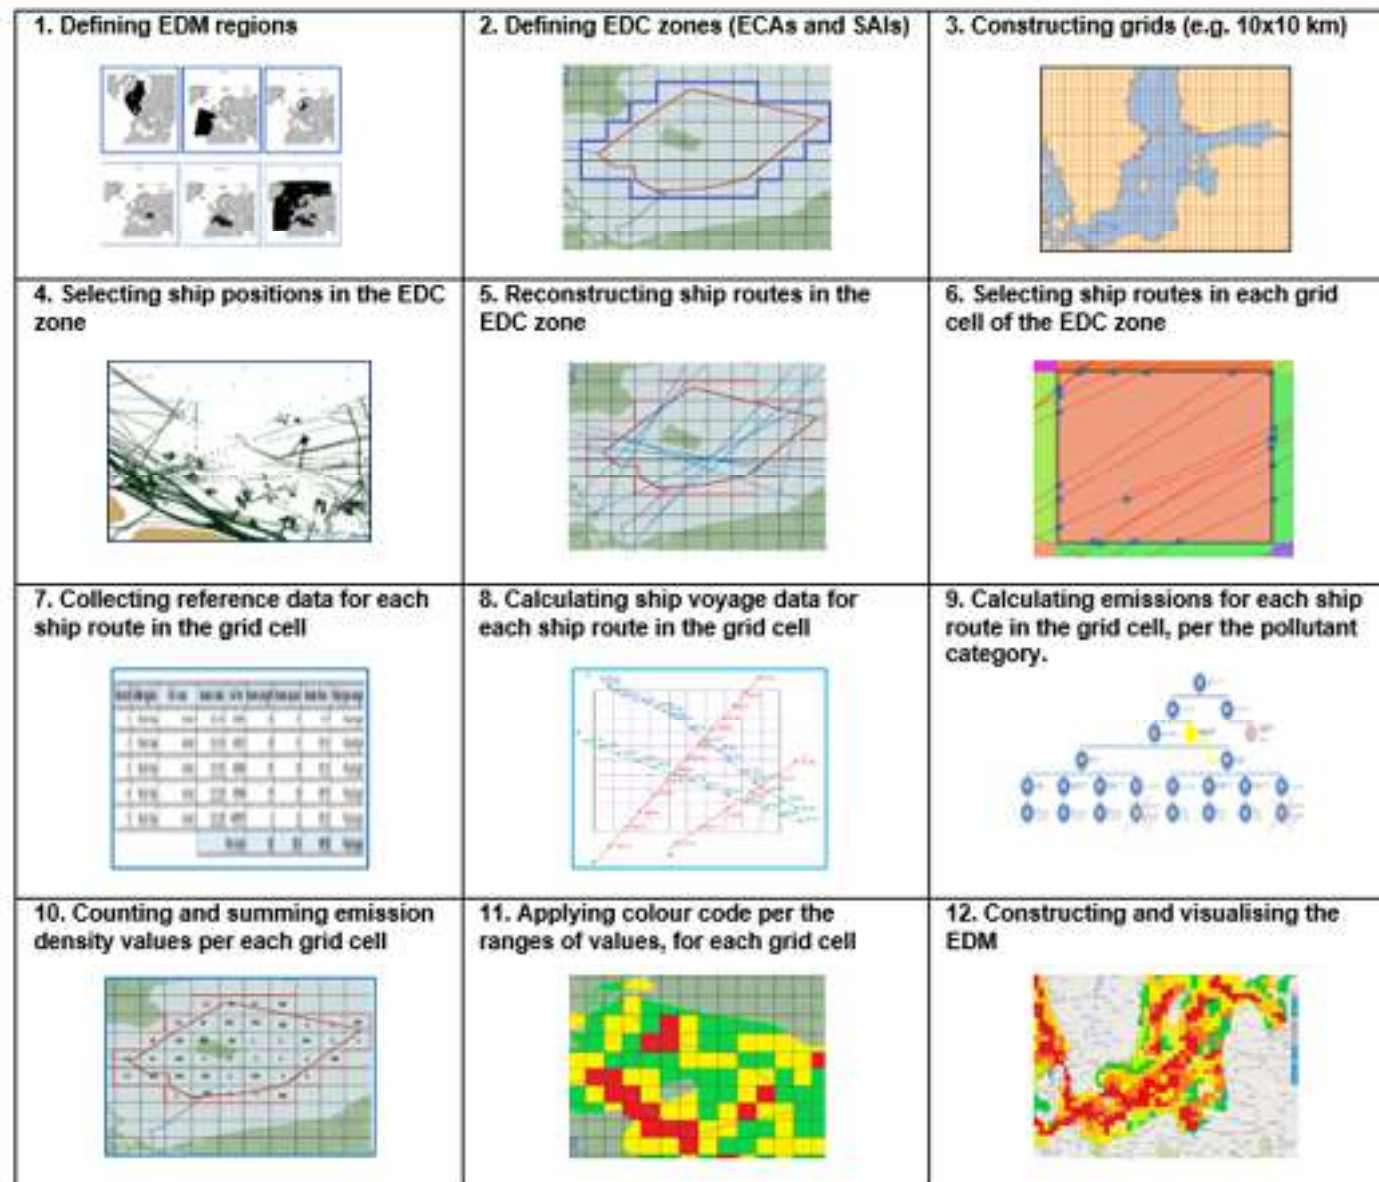 1. Defining EDM regions
2. Defining EDC zones (ECAs and SAIs)
3. Constructing grids (e.g. 10x10 km)
4. Selecting ship positions in the EDC
zone
5. Reconstructing ship routes in the
EDC zone
6. Selecting ship routes in each grid
cell of the EDC zone
7. Collecting reference data for each
ship route in the grid cell
8. Calculating ship voyage data for
each ship route in the grid cell
9. Calculating emissions for each ship
route in the grid cell, per the pollutant
category.
10. Counting and summing emission
density values per each grid cell
11. Applying colour code per the
ranges of values, for each grid cell
12. Constructing and visualising the
EDM